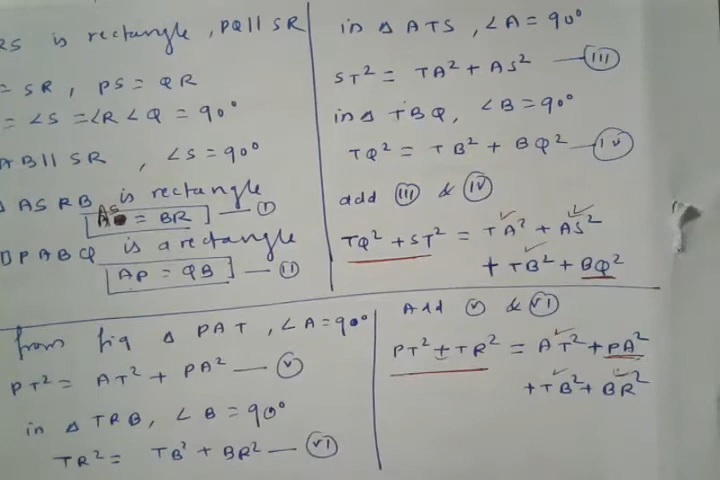 RS is rectangle, PQ || SR
= SR, PS = QR
= ∠S = ∠R ∠Q = 90°
AB || SR , ∠S = 90°
ASRB is rectangle
AS = BR — I
PABQ is a rectangle
AP = QB — II
in △ ATS, ∠A = 90°
ST² = TA² + AS² — III
in △ TBQ, ∠B = 90°
TQ² = TB² + BQ² — IV
add III & IV
TQ² + ST² = TA² + AS²
+ TB² + BQ²
from fig △ PAT, ∠A = 90°
PT² = AT² + PA² — V
in △ TRB, ∠B = 90°
TR² = TB² + BR² — VI
Add V & VI
PT² + TR² = AT² + PA²
+ TB² + BR²